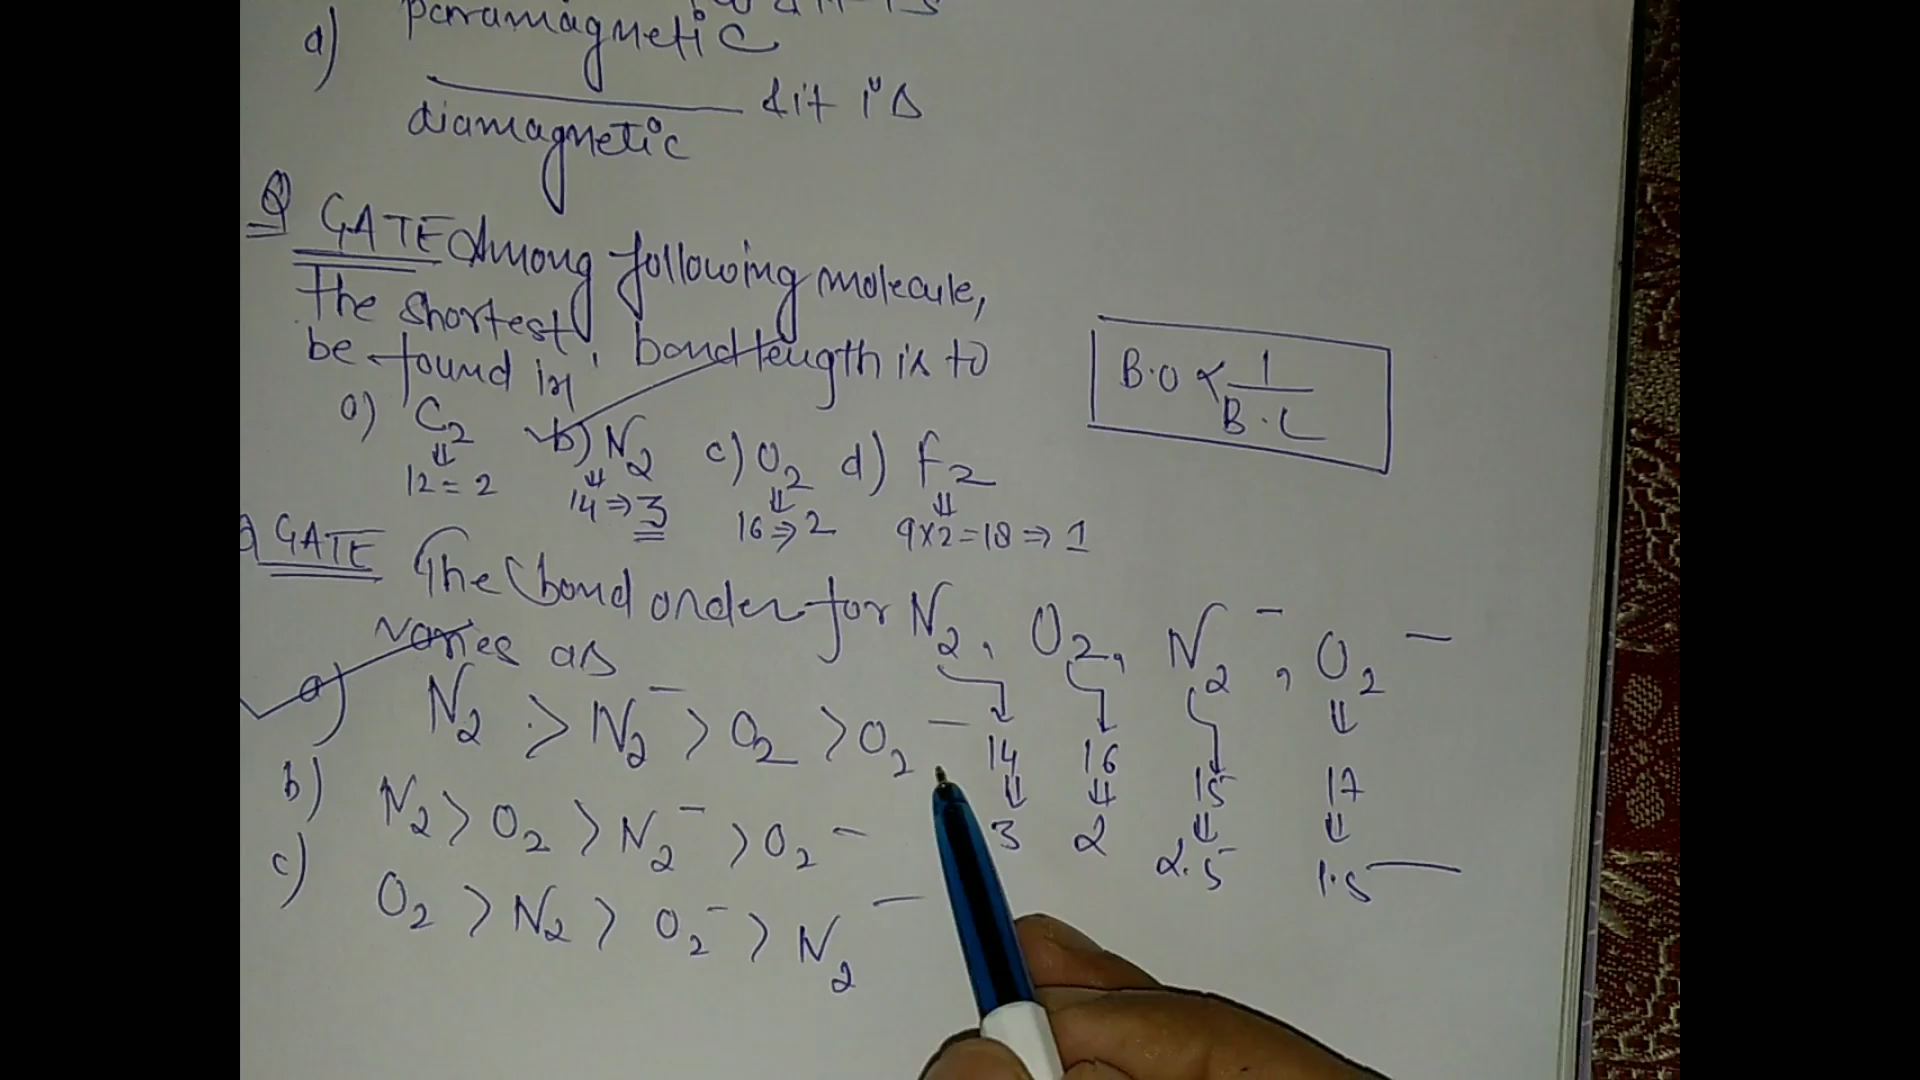 a) paramagnetic
diamagnetic
Q GATE Among following molecule,
The shortest bond length is to
be found in
a) C2 b) N2 c) O2 d) F2
12 = 2 14 ⇒ 3 16 ⇒ 2 9×2=18 ⇒ 1
B.O ∝ 1
B.L
GATE The bond order for N2, O2, N2⁻, O2⁻
varies as
a) N2 > N2⁻ > O2 > O2⁻
14 16 15 17
3 2 2.5 1.5
b) N2 > O2 > N2⁻ > O2⁻
c) O2 > N2 > O2⁻ > N2⁻